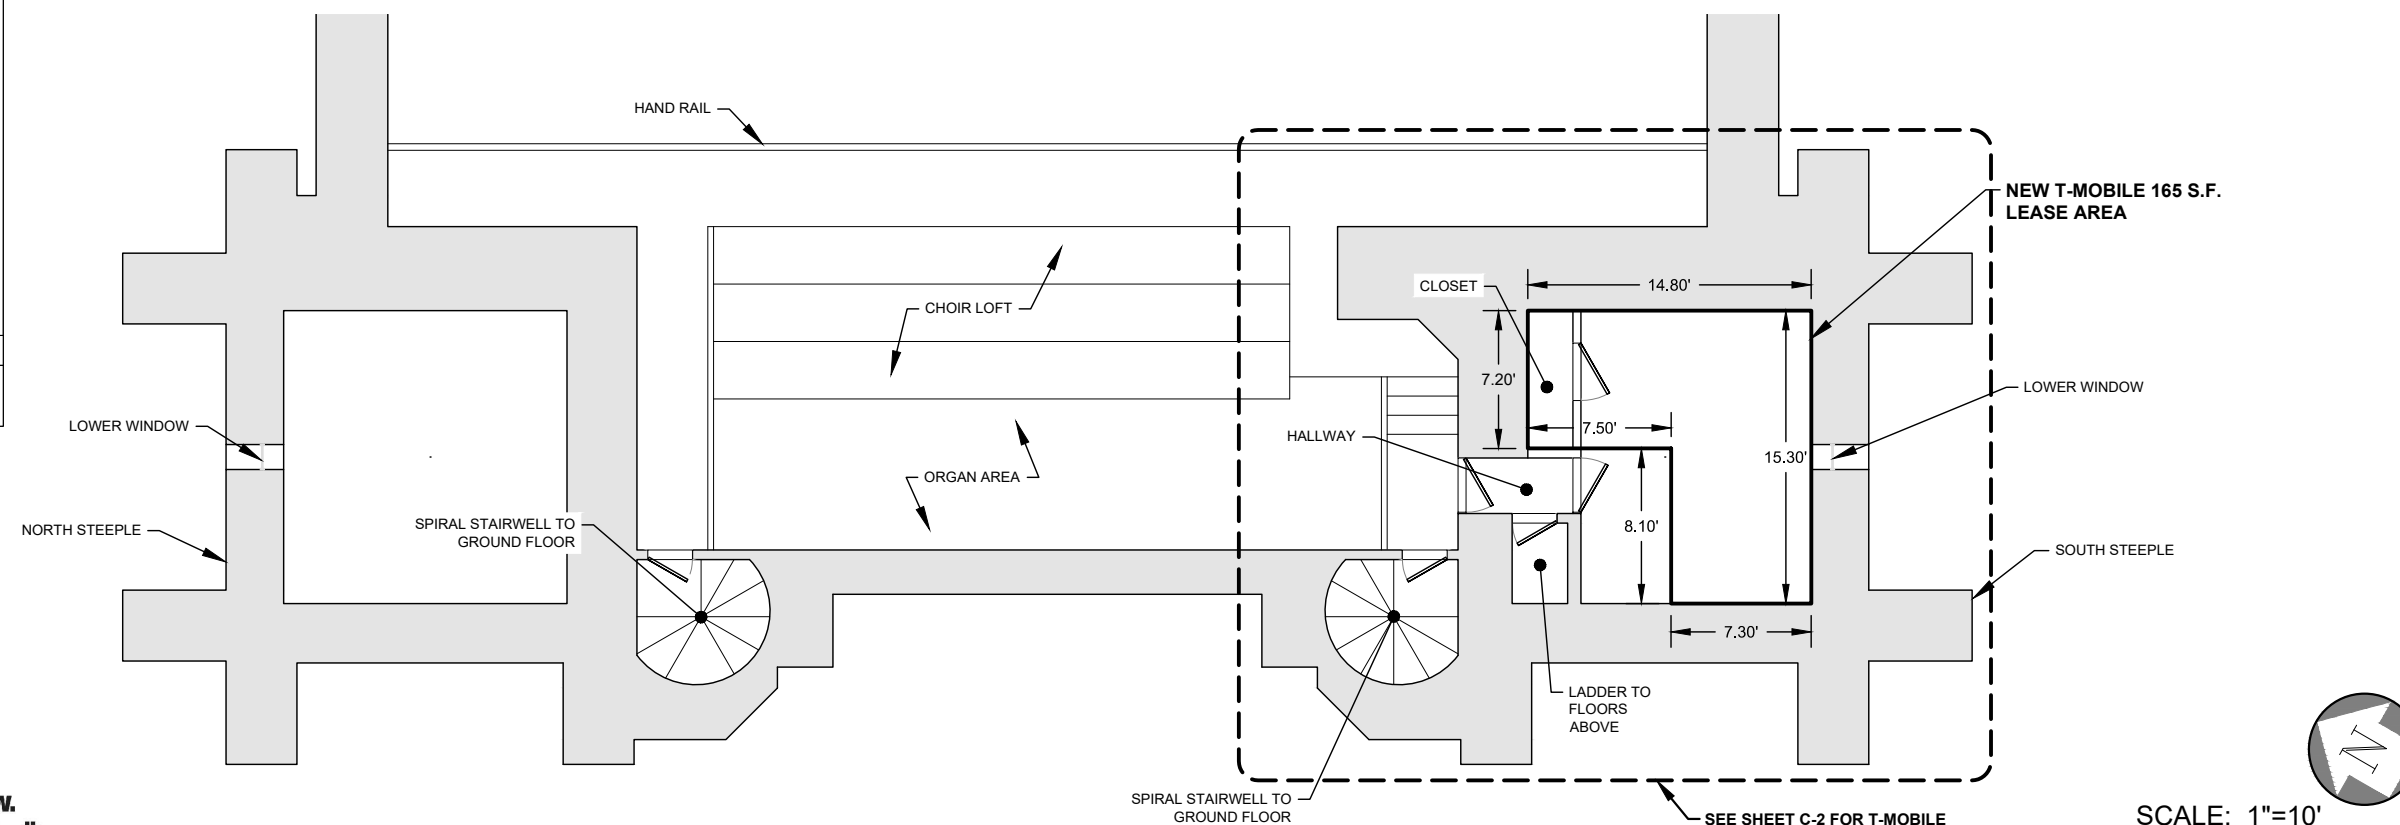 HAND RAIL
NEW T-MOBILE 165 S.F.
LEASE AREA
CLOSET
14.80'
CHOIR LOFT
7.20'
LOWER WINDOW
7.50'
LOWER WINDOW
HALLWAY
15.30'
ORGAN AREA
NORTH STEEPLE
SPIRAL STAIRWELL TO
GROUND FLOOR
8.10'
SOUTH STEEPLE
7.30'
LADDER TO
FLOORS
ABOVE
N
SPIRAL STAIRWELL TO
GROUND FLOOR
SEE SHEET C-2 FOR T-MOBILE
SCALE: 1"=10'